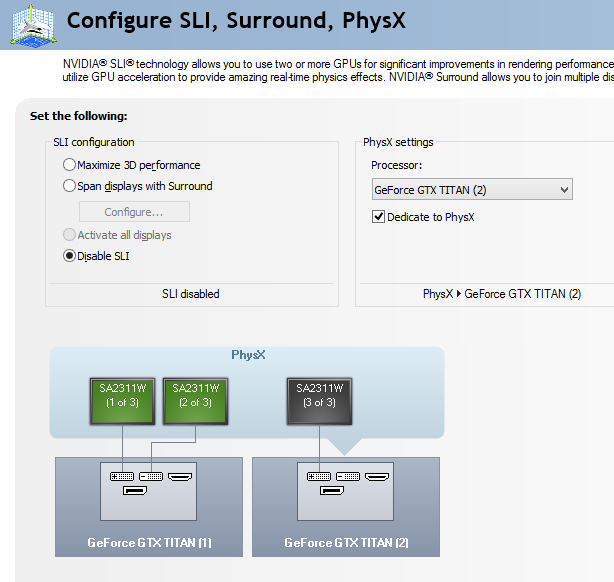 Configure SLI, Surround, PhysX
NVIDIA® SLI® technology allows you to use two or more GPUs for significant improvements in rendering performance
utilize GPU acceleration to provide amazing real-time physics effects. NVIDIA® Surround allows you to join multiple dis
Set the following:
SLI configuration
Maximize 3D performance
Span displays with Surround
Configure...
Activate all displays
Disable SLI
SLI disabled
PhysX settings
Processor:
GeForce GTX TITAN (2)
Dedicate to PhysX
PhysX GeForce GTX TITAN (2)
PhysX
SA2311W
(1 of 3)
SA2311W
(2 of 3)
SA2311W
(3 of 3)
GeForce GTX TITAN (1)
GeForce GTX TITAN (2)